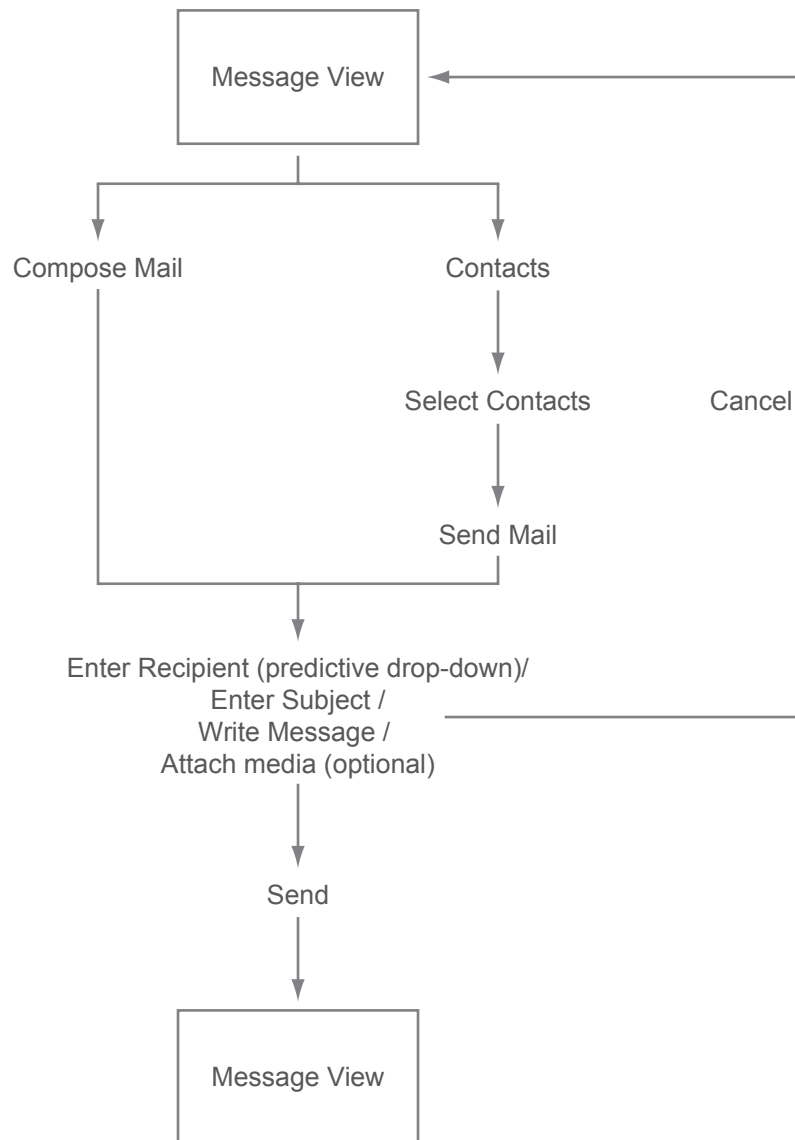 Message View
Compose Mail
Contacts
Select Contacts
Cancel
Send Mail
Enter Recipient (predictive drop-down)/
Enter Subject /
Write Message /
Attach media (optional)
Send
Message View